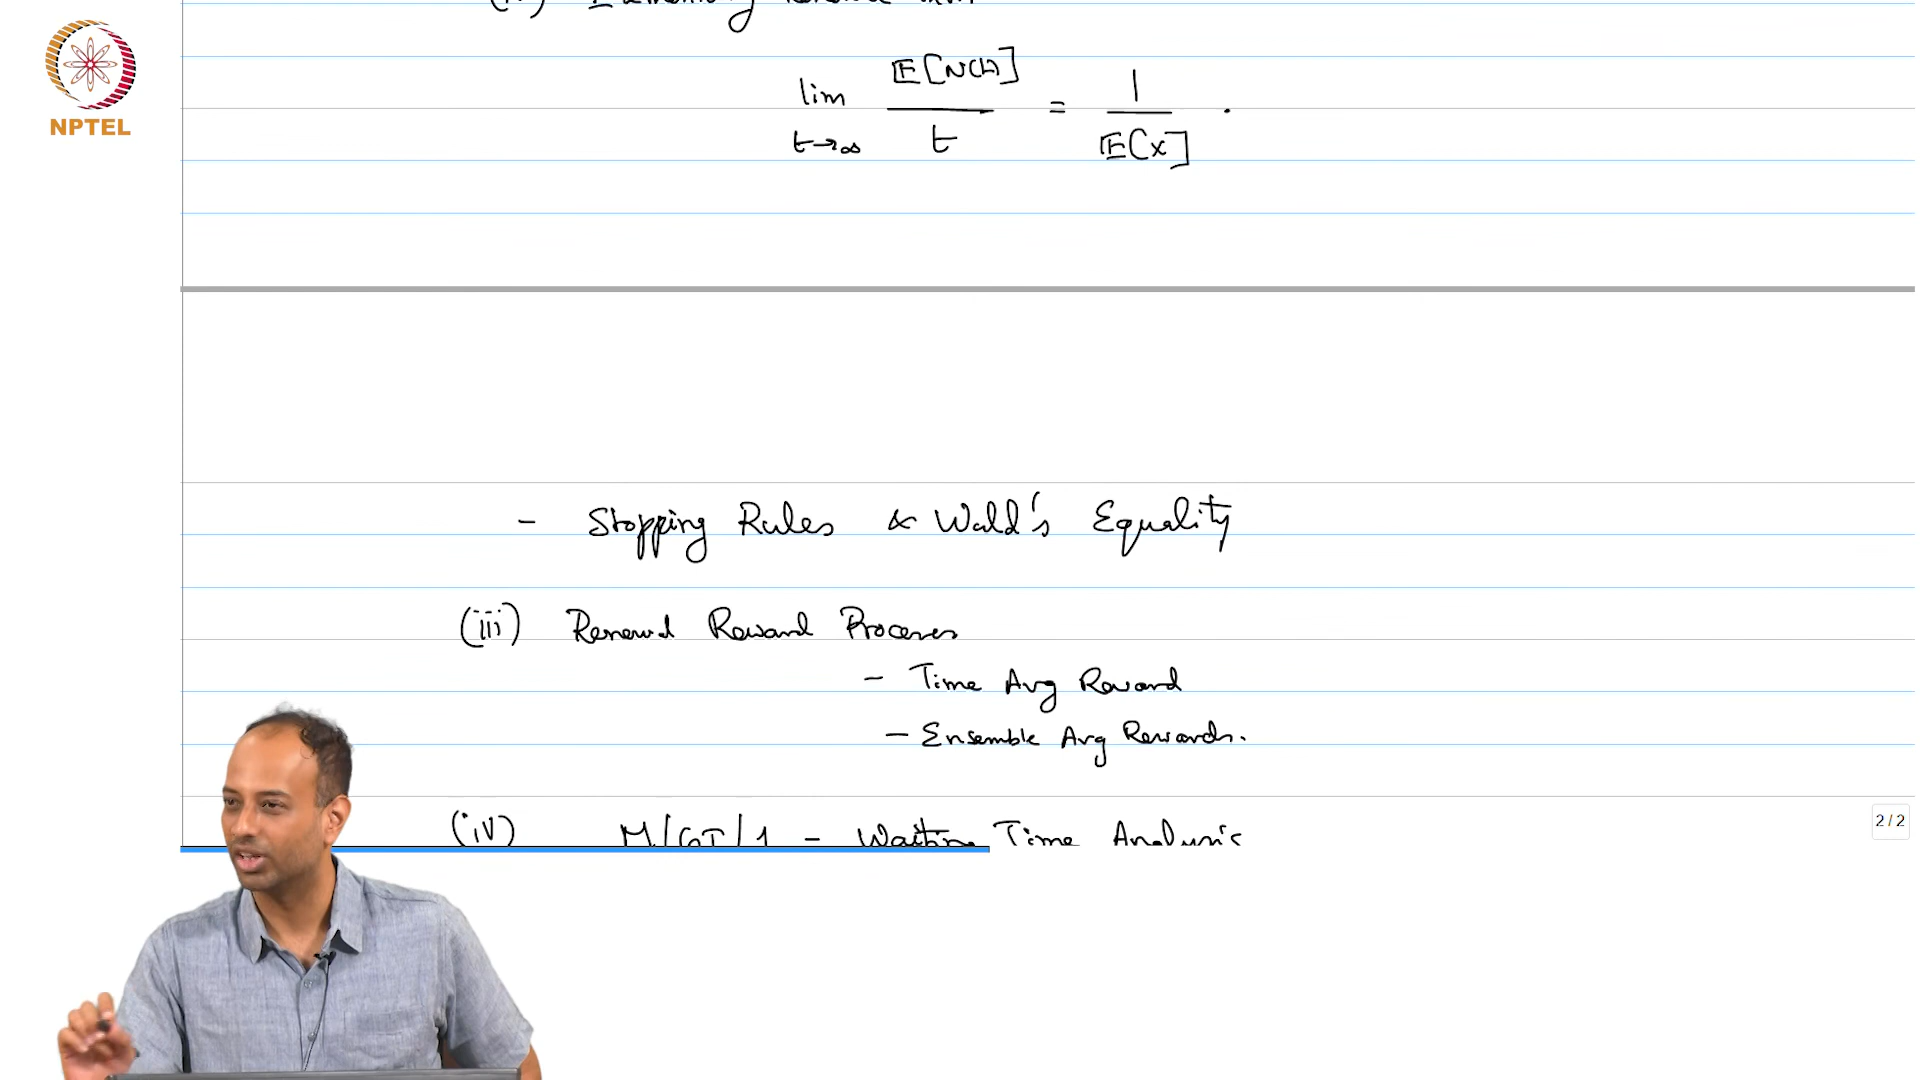 NPTEL
lim E[N(t)] / t = 1 / E[X] .
t→∞
- Stopping Rules & Wald's Equality
(iii) Renewal Reward Processes
- Time Avg Reward
- Ensemble Avg Rewards.
(iv) M/GI/1 - Waiting Time Analysis
2 / 2